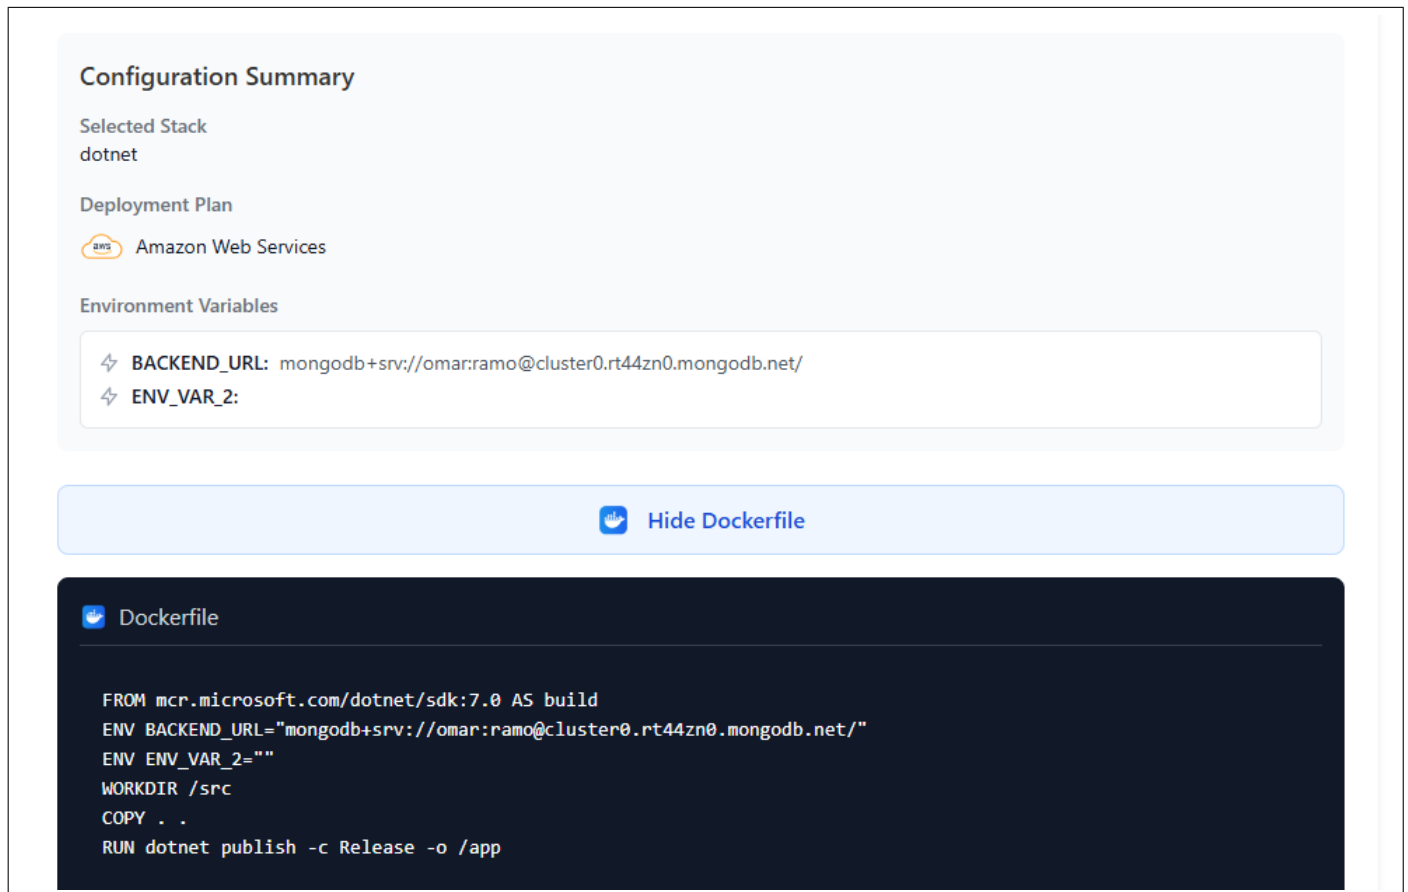 Configuration Summary
Selected Stack
dotnet
Deployment Plan
aws Amazon Web Services
Environment Variables
BACKEND_URL: mongodb+srv://omar:ramo@cluster0.rt44zn0.mongodb.net/
ENV_VAR_2:
Hide Dockerfile
Dockerfile
FROM mcr.microsoft.com/dotnet/sdk:7.0 AS build
ENV BACKEND_URL="mongodb+srv://omar:ramo@cluster0.rt44zn0.mongodb.net/"
ENV ENV_VAR_2=""
WORKDIR /src
COPY . .
RUN dotnet publish -c Release -o /app